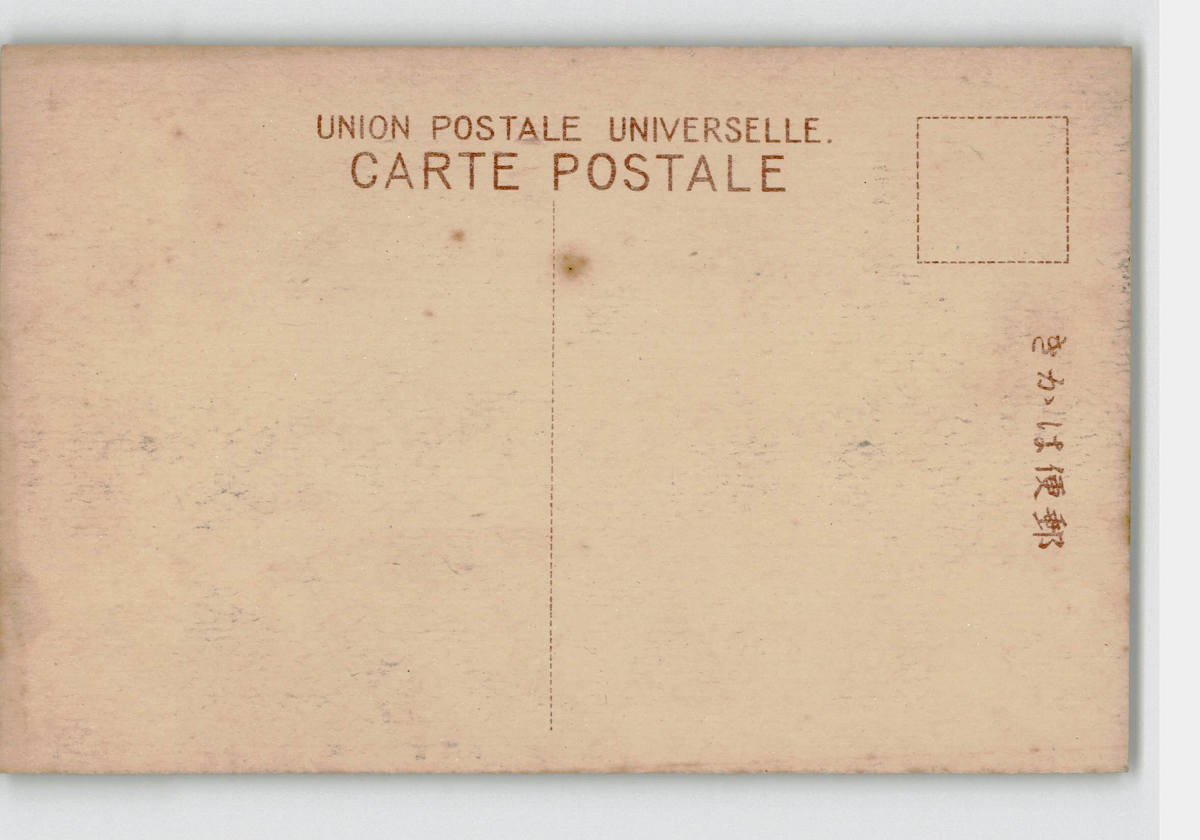 UNION POSTALE UNIVERSELLE.
CARTE POSTALE
郵便はかき